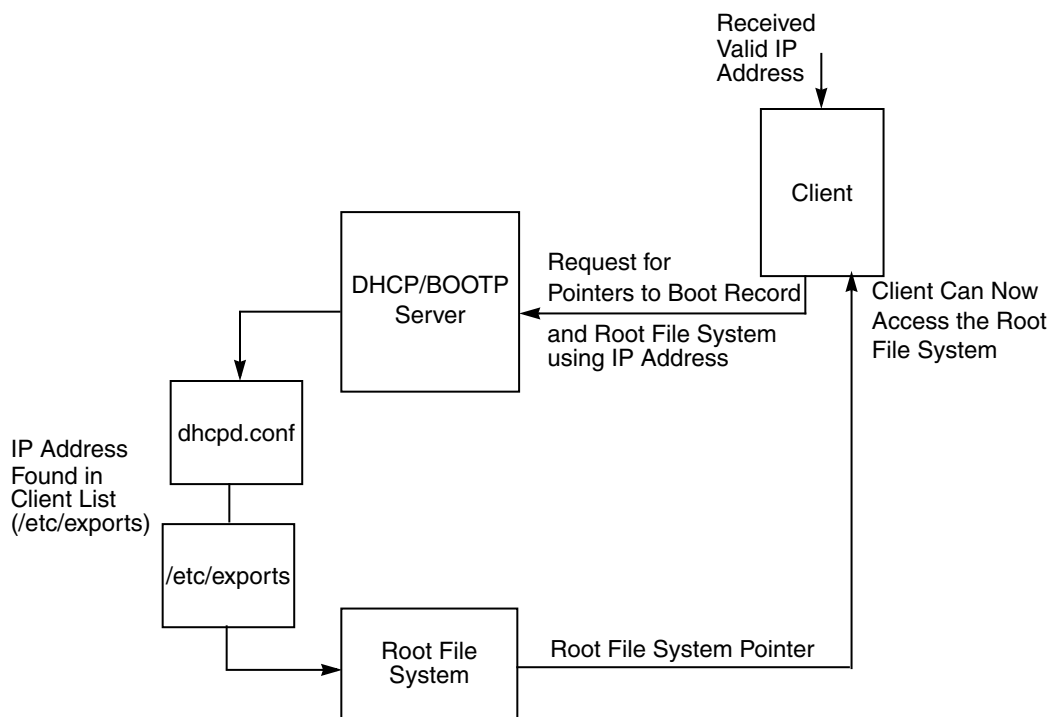 Received
Valid IP
Address
Client
DHCP/BOOTP
Server
Request for
Pointers to Boot Record
and Root File System
using IP Address
Client Can Now
Access the Root
File System
dhcpd.conf
IP Address
Found in
Client List
(/etc/exports)
/etc/exports
Root File
System
Root File System Pointer